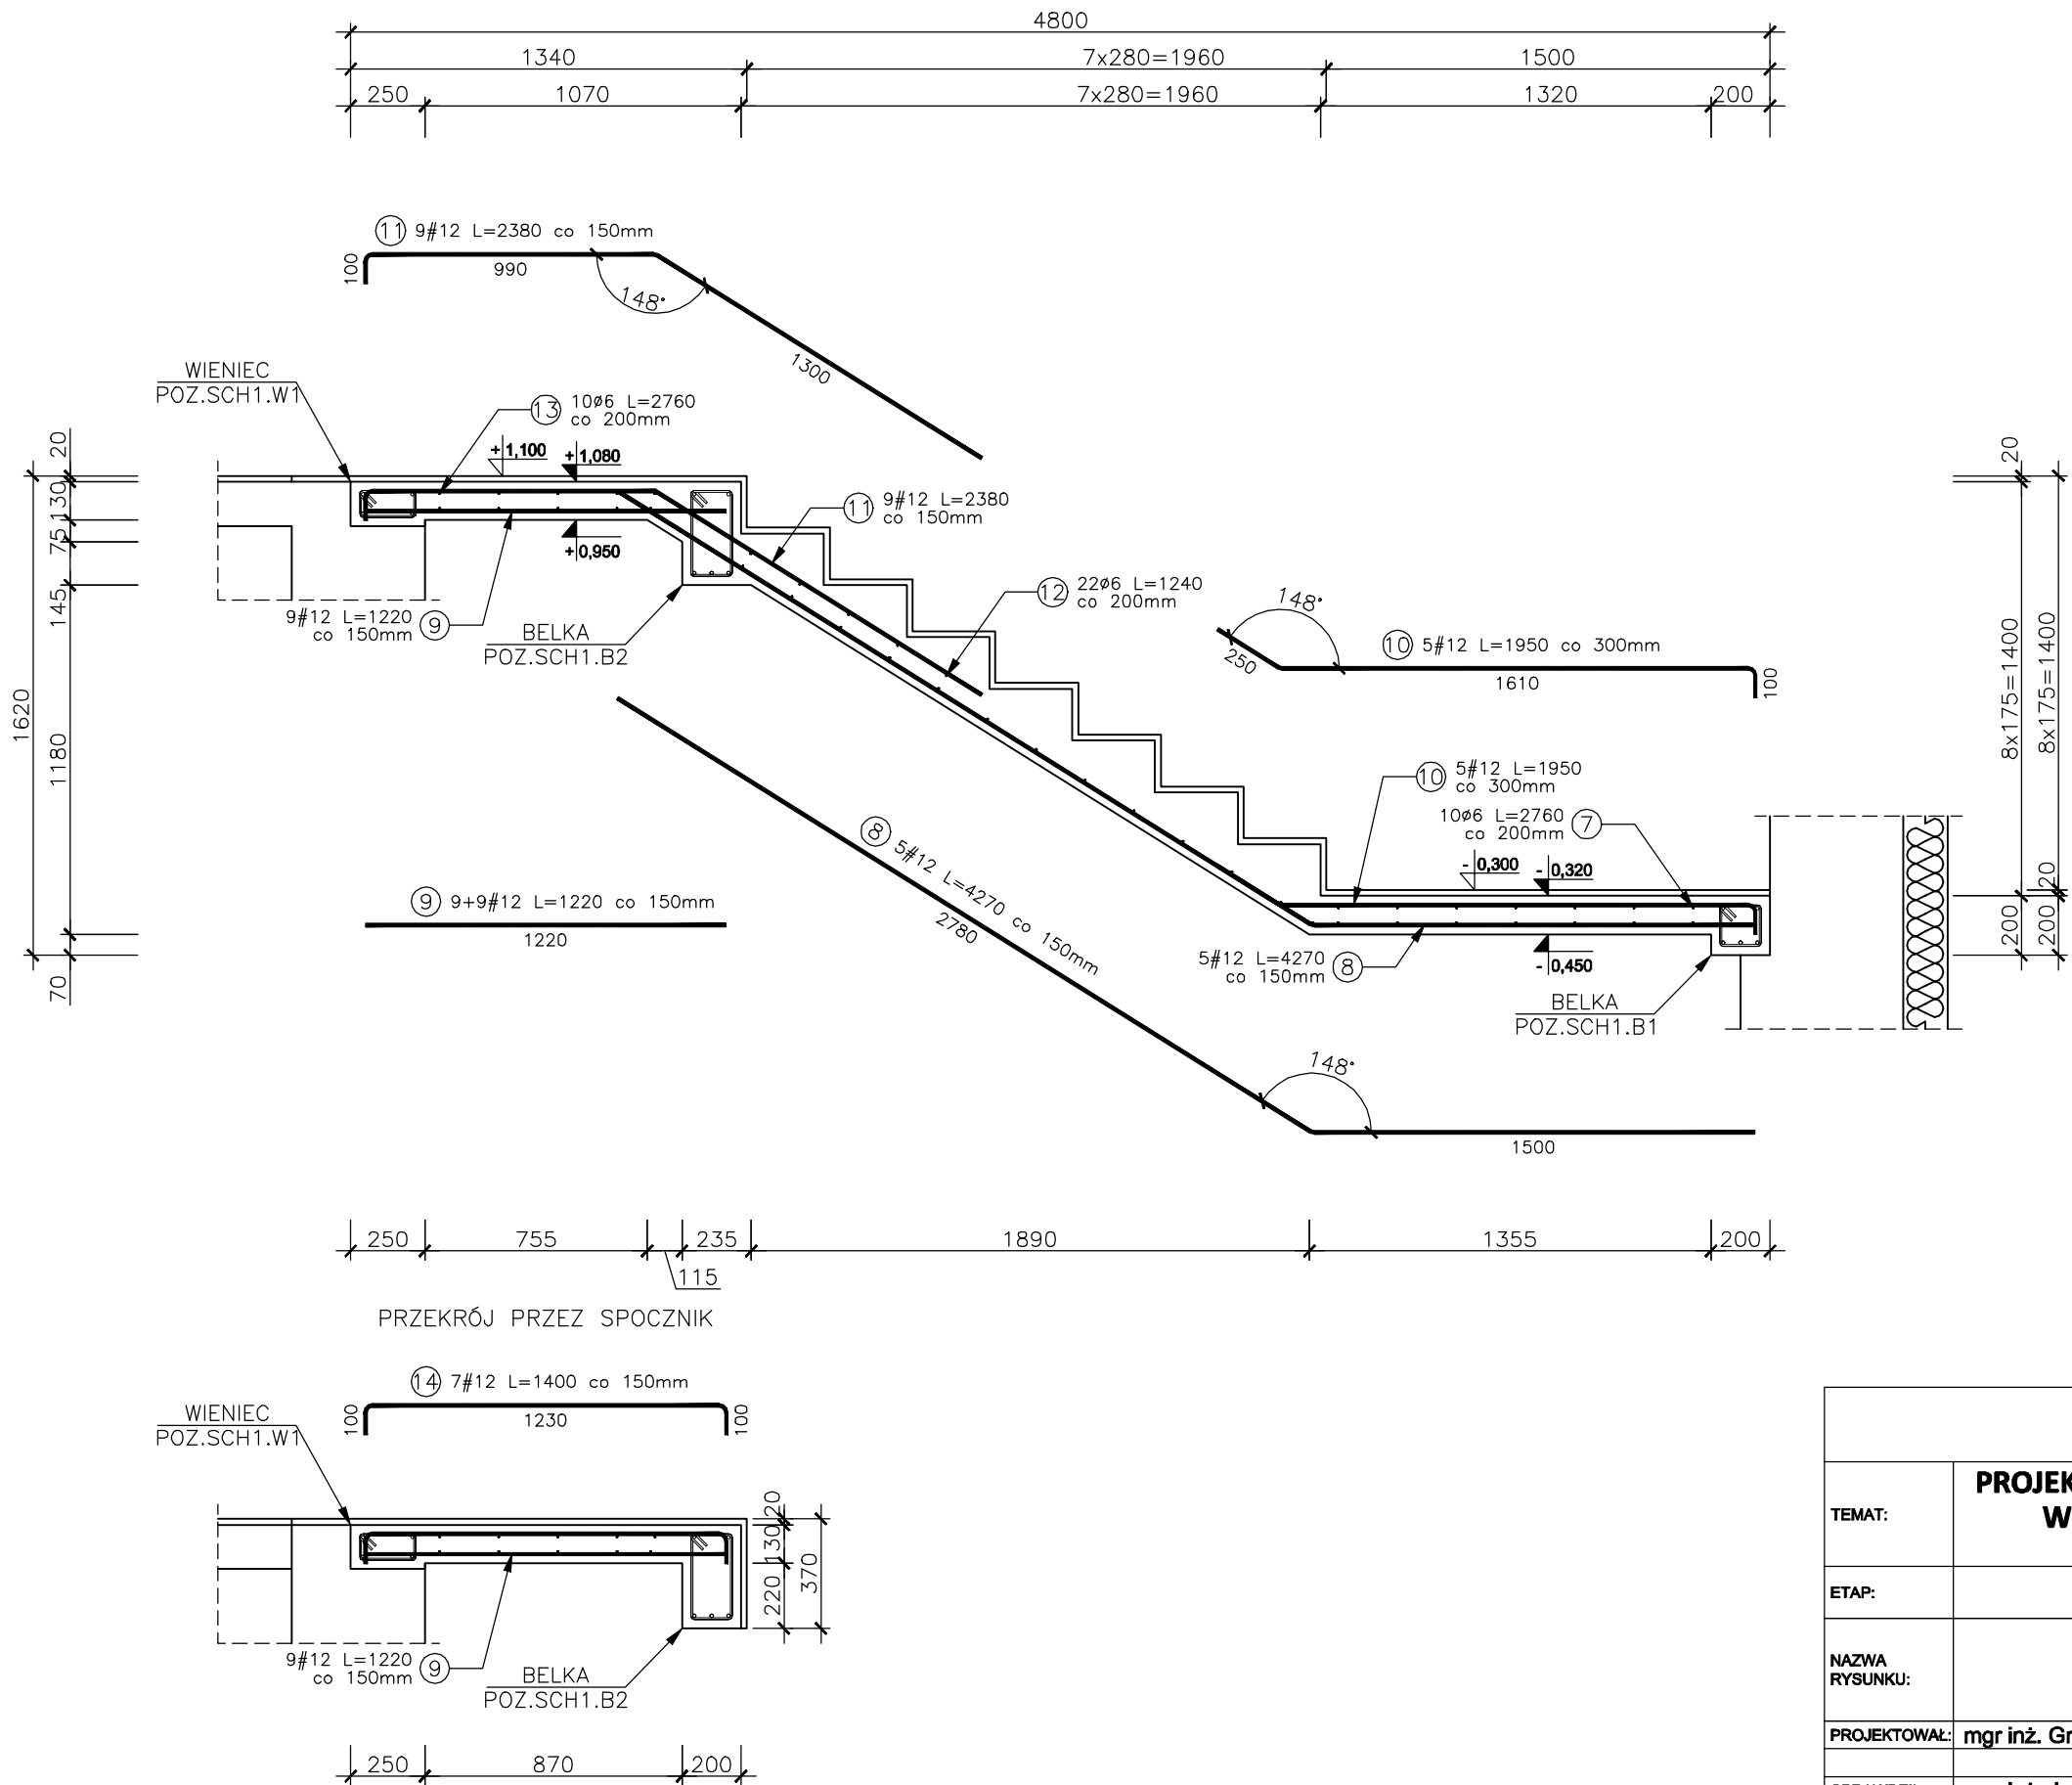 4800
1340 7x280=1960 1500
250 1070 7x280=1960 1320 200
11 9#12 L=2380 co 150mm
100
990
148°
1300
WIENIEC
POZ.SCH1.W1
13 10ø6 L=2760
co 200mm
+1,100
+1,080
+0,950
11 9#12 L=2380
co 150mm
12 22ø6 L=1240
co 200mm
9#12 L=1220
co 150mm 9
BELKA
POZ.SCH1.B2
20
130
75
145
1180
70
1620
148°
250
10 5#12 L=1950 co 300mm
1610
100
10 5#12 L=1950
co 300mm
10ø6 L=2760
co 200mm 7
- 0,300
- 0,320
- 0,450
20
8x175=1400
200
8x175=1400
20
200
8 5#12 L=4270 co 150mm
2780
9 9+9#12 L=1220 co 150mm
1220
5#12 L=4270
co 150mm 8
BELKA
POZ.SCH1.B1
148°
1500
250 755 235 1890 1355 200
115
PRZEKRÓJ PRZEZ SPOCZNIK
14 7#12 L=1400 co 150mm
100
1230
100
WIENIEC
POZ.SCH1.W1
20
130
220
370
9#12 L=1220
co 150mm 9
BELKA
POZ.SCH1.B2
250 870 200
TEMAT:
PROJEK
W
ETAP:
NAZWA
RYSUNKU:
PROJEKTOWAŁ: mgr inż. Gr